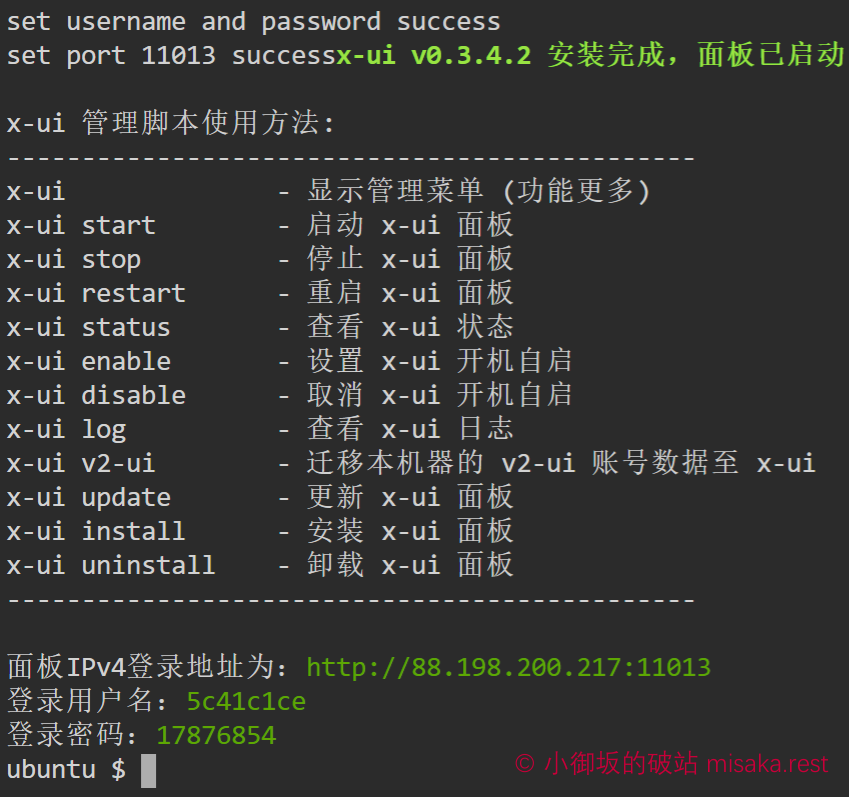 set username and password success
set port 11013 successx-ui v0.3.4.2 安装完成，面板已启动
x-ui 管理脚本使用方法:
----------------------------------------------
x-ui              - 显示管理菜单 (功能更多)
x-ui start        - 启动 x-ui 面板
x-ui stop         - 停止 x-ui 面板
x-ui restart      - 重启 x-ui 面板
x-ui status       - 查看 x-ui 状态
x-ui enable       - 设置 x-ui 开机自启
x-ui disable      - 取消 x-ui 开机自启
x-ui log          - 查看 x-ui 日志
x-ui v2-ui        - 迁移本机器的 v2-ui 账号数据至 x-ui
x-ui update       - 更新 x-ui 面板
x-ui install      - 安装 x-ui 面板
x-ui uninstall    - 卸载 x-ui 面板
----------------------------------------------
面板IPv4登录地址为：http://88.198.200.217:11013
登录用户名：5c41c1ce
登录密码：17876854
ubuntu $
© 小御坂的破站 misaka.rest